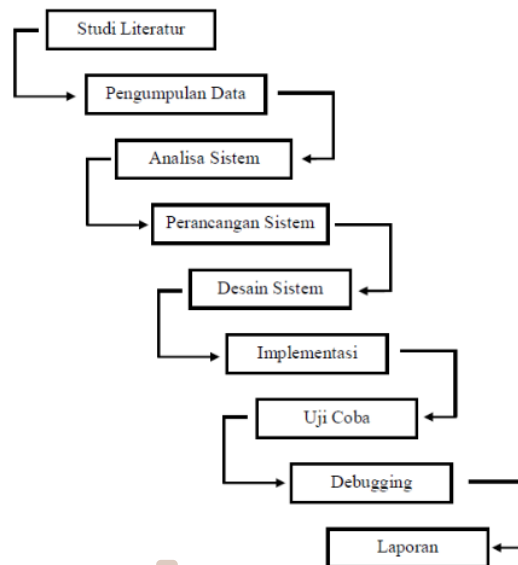 Studi Literatur
Pengumpulan Data
Analisa Sistem
Perancangan Sistem
Desain Sistem
Implementasi
Uji Coba
Debugging
Laporan